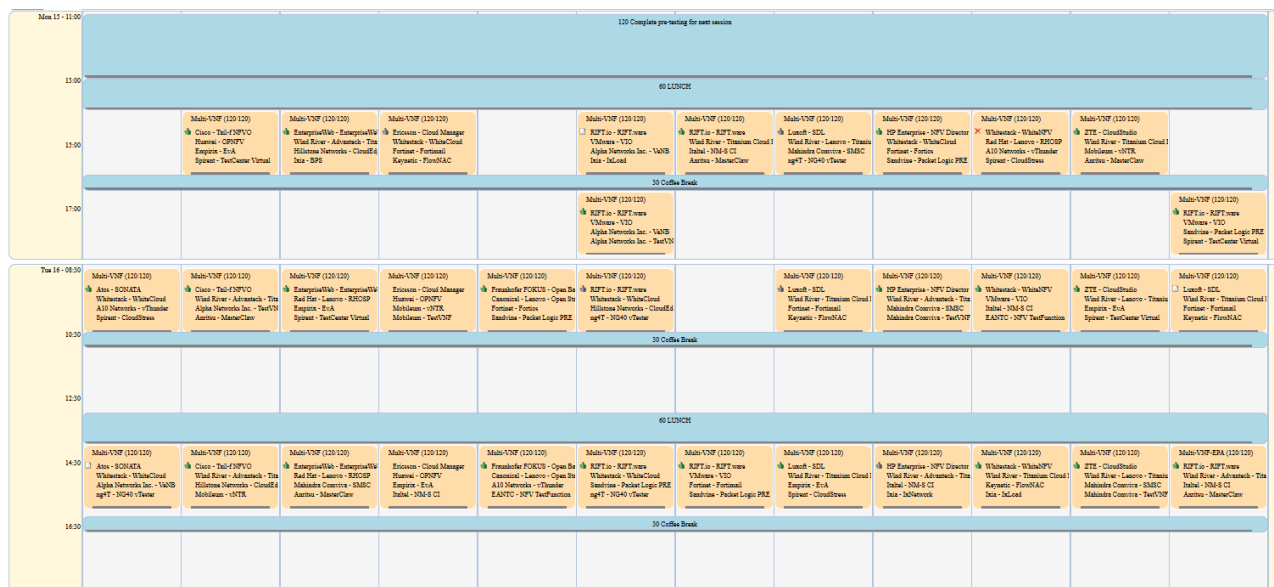 Mon 15 - 11:00
120 Complete pre-testing for next session
13:00
60 LUNCH
Multi-VNF (120/120)
Cisco - Tail-f NFVO
Huawei - OPNFV
Empirix - EvA
Spirent - TestCenter Virtual
Multi-VNF (120/120)
EnterpriseWeb - EnterpriseWe
Wind River - Advantech - Tita
Hillstone Networks - CloudEd
Ixia - BPS
Multi-VNF (120/120)
Ericsson - Cloud Manager
Whitestack - WhiteCloud
Fortinet - Fortimail
Keynetic - FlowNAC
Multi-VNF (120/120)
RIFT.io - RIFT.ware
VMware - VIO
Alpha Networks Inc. - VeNB
Ixia - IxLoad
Multi-VNF (120/120)
RIFT.io - RIFT.ware
Wind River - Titanium Cloud I
Italtel - NM-S CI
Anritsu - MasterClaw
Multi-VNF (120/120)
Luxoft - SDL
Wind River - Lenovo - Titaniu
Mahindra Comviva - SMSC
ng4T - NG40 vTester
Multi-VNF (120/120)
HP Enterprise - NFV Director
Whitestack - WhiteCloud
Fortinet - Fortios
Sandvine - Packet Logic PRE
Multi-VNF (120/120)
Whitestack - WhiteNFV
Red Hat - Lenovo - RHOSP
A10 Networks - vThunder
Spirent - CloudStress
Multi-VNF (120/120)
ZTE - CloudStudio
Wind River - Titanium Cloud I
Mobileum - vNTR
Anritsu - MasterClaw
15:00
30 Coffee Break
17:00
Multi-VNF (120/120)
RIFT.io - RIFT.ware
VMware - VIO
Alpha Networks Inc. - VeNB
Alpha Networks Inc. - TestVN
Multi-VNF (120/120)
RIFT.io - RIFT.ware
VMware - VIO
Sandvine - Packet Logic PRE
Spirent - TestCenter Virtual
Tue 16 - 08:30
Multi-VNF (120/120)
Atos - SONATA
Whitestack - WhiteCloud
A10 Networks - vThunder
Spirent - CloudStress
Multi-VNF (120/120)
Cisco - Tail-f NFVO
Wind River - Advantech - Tita
Alpha Networks Inc. - TestVN
Anritsu - MasterClaw
Multi-VNF (120/120)
EnterpriseWeb - EnterpriseWe
Red Hat - Lenovo - RHOSP
Empirix - EvA
Spirent - TestCenter Virtual
Multi-VNF (120/120)
Ericsson - Cloud Manager
Huawei - OPNFV
Mobileum - vNTR
Mobileum - TestVNF
Multi-VNF (120/120)
Fraunhofer FOKUS - Open Ba
Canonical - Lenovo - Open Str
Fortinet - Fortios
Sandvine - Packet Logic PRE
Multi-VNF (120/120)
RIFT.io - RIFT.ware
Whitestack - WhiteCloud
Hillstone Networks - CloudEd
ng4T - NG40 vTester
Multi-VNF (120/120)
Luxoft - SDL
Wind River - Titanium Cloud I
Fortinet - Fortimail
Keynetic - FlowNAC
Multi-VNF (120/120)
HP Enterprise - NFV Director
Wind River - Advantech - Tita
Mahindra Comviva - SMSC
Mahindra Comviva - TestVNF
Multi-VNF (120/120)
Whitestack - WhiteNFV
VMware - VIO
Italtel - NM-S CI
EANTC - NFV TestFunction
Multi-VNF (120/120)
ZTE - CloudStudio
Wind River - Lenovo - Titaniu
Empirix - EvA
Spirent - TestCenter Virtual
Multi-VNF (120/120)
Luxoft - SDL
Wind River - Titanium Cloud I
Fortinet - Fortimail
Keynetic - FlowNAC
10:30
30 Coffee Break
12:30
60 LUNCH
14:30
Multi-VNF (120/120)
Atos - SONATA
Whitestack - WhiteCloud
Alpha Networks Inc. - VeNB
ng4T - NG40 vTester
Multi-VNF (120/120)
Cisco - Tail-f NFVO
Wind River - Advantech - Tita
Hillstone Networks - CloudEd
Mobileum - vNTR
Multi-VNF (120/120)
EnterpriseWeb - EnterpriseWe
Red Hat - Lenovo - RHOSP
Mahindra Comviva - SMSC
Anritsu - MasterClaw
Multi-VNF (120/120)
Ericsson - Cloud Manager
Huawei - OPNFV
Empirix - EvA
Italtel - NM-S CI
Multi-VNF (120/120)
Fraunhofer FOKUS - Open Ba
Canonical - Lenovo - Open Str
A10 Networks - vThunder
EANTC - NFV TestFunction
Multi-VNF (120/120)
RIFT.io - RIFT.ware
Whitestack - WhiteCloud
Sandvine - Packet Logic PRE
ng4T - NG40 vTester
Multi-VNF (120/120)
RIFT.io - RIFT.ware
VMware - VIO
Fortinet - Fortimail
Sandvine - Packet Logic PRE
Multi-VNF (120/120)
Luxoft - SDL
Wind River - Titanium Cloud I
Empirix - EvA
Spirent - CloudStress
Multi-VNF (120/120)
HP Enterprise - NFV Director
Wind River - Lenovo - Titaniu
Italtel - NM-S CI
Ixia - IxNetwork
Multi-VNF (120/120)
Whitestack - WhiteNFV
Wind River - Lenovo - Titaniu
Keynetic - FlowNAC
Ixia - IxLoad
Multi-VNF (120/120)
ZTE - CloudStudio
Wind River - Lenovo - Titaniu
Mahindra Comviva - SMSC
Mahindra Comviva - TestVNF
Multi-VNF-EPA (120/120)
RIFT.io - RIFT.ware
Wind River - Advantech - Tita
Italtel - NM-S CI
Anritsu - MasterClaw
16:30
30 Coffee Break